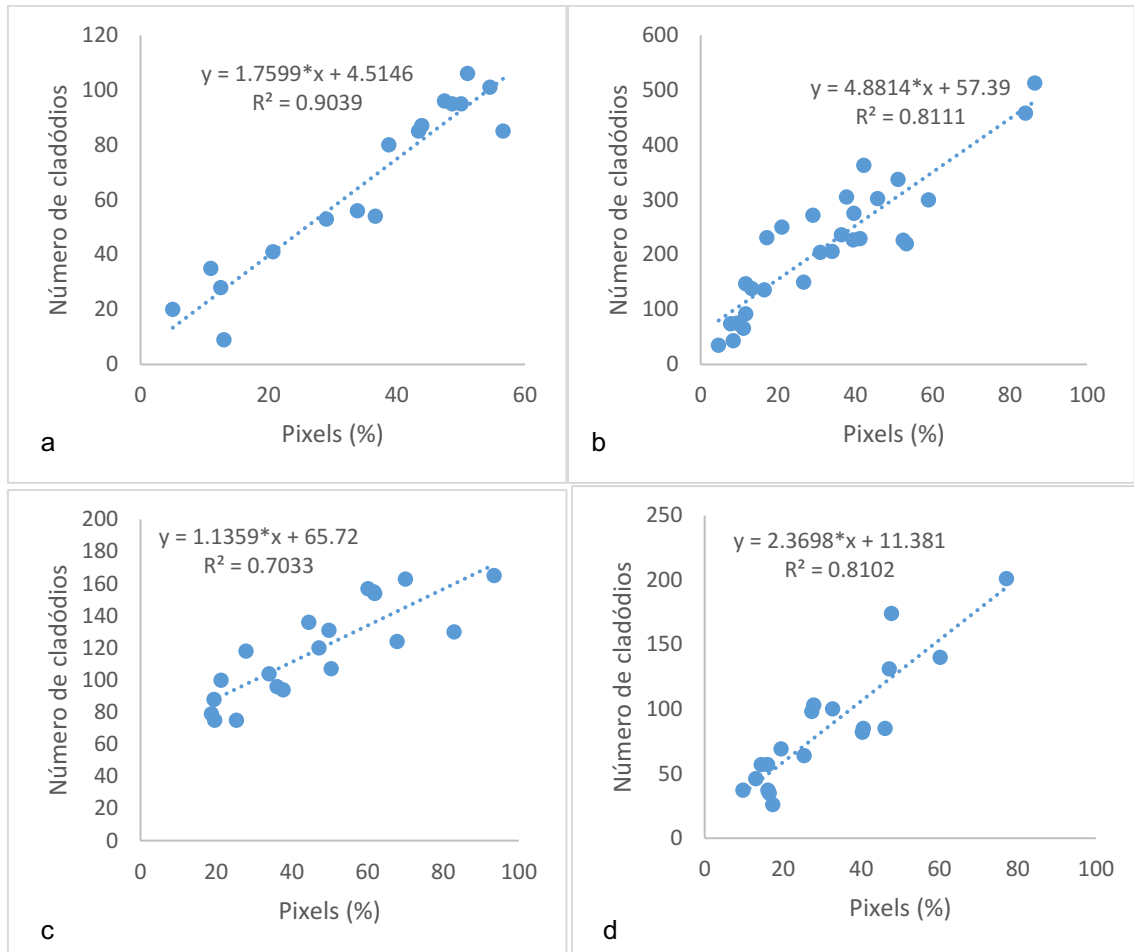 120
100
80
60
40
20
0
0 20 40 60
Número de cladódios
Pixels (%)
y = 1.7599*x + 4.5146
R² = 0.9039
a
600
500
400
300
200
100
0
0 20 40 60 80 100
Número de cladódios
Pixels (%)
y = 4.8814*x + 57.39
R² = 0.8111
b
200
180
160
140
120
100
80
60
40
20
0
0 20 40 60 80 100
Número de cladódios
Pixels (%)
y = 1.1359*x + 65.72
R² = 0.7033
c
250
200
150
100
50
0
0 20 40 60 80 100
Número de cladódios
Pixels (%)
y = 2.3698*x + 11.381
R² = 0.8102
d